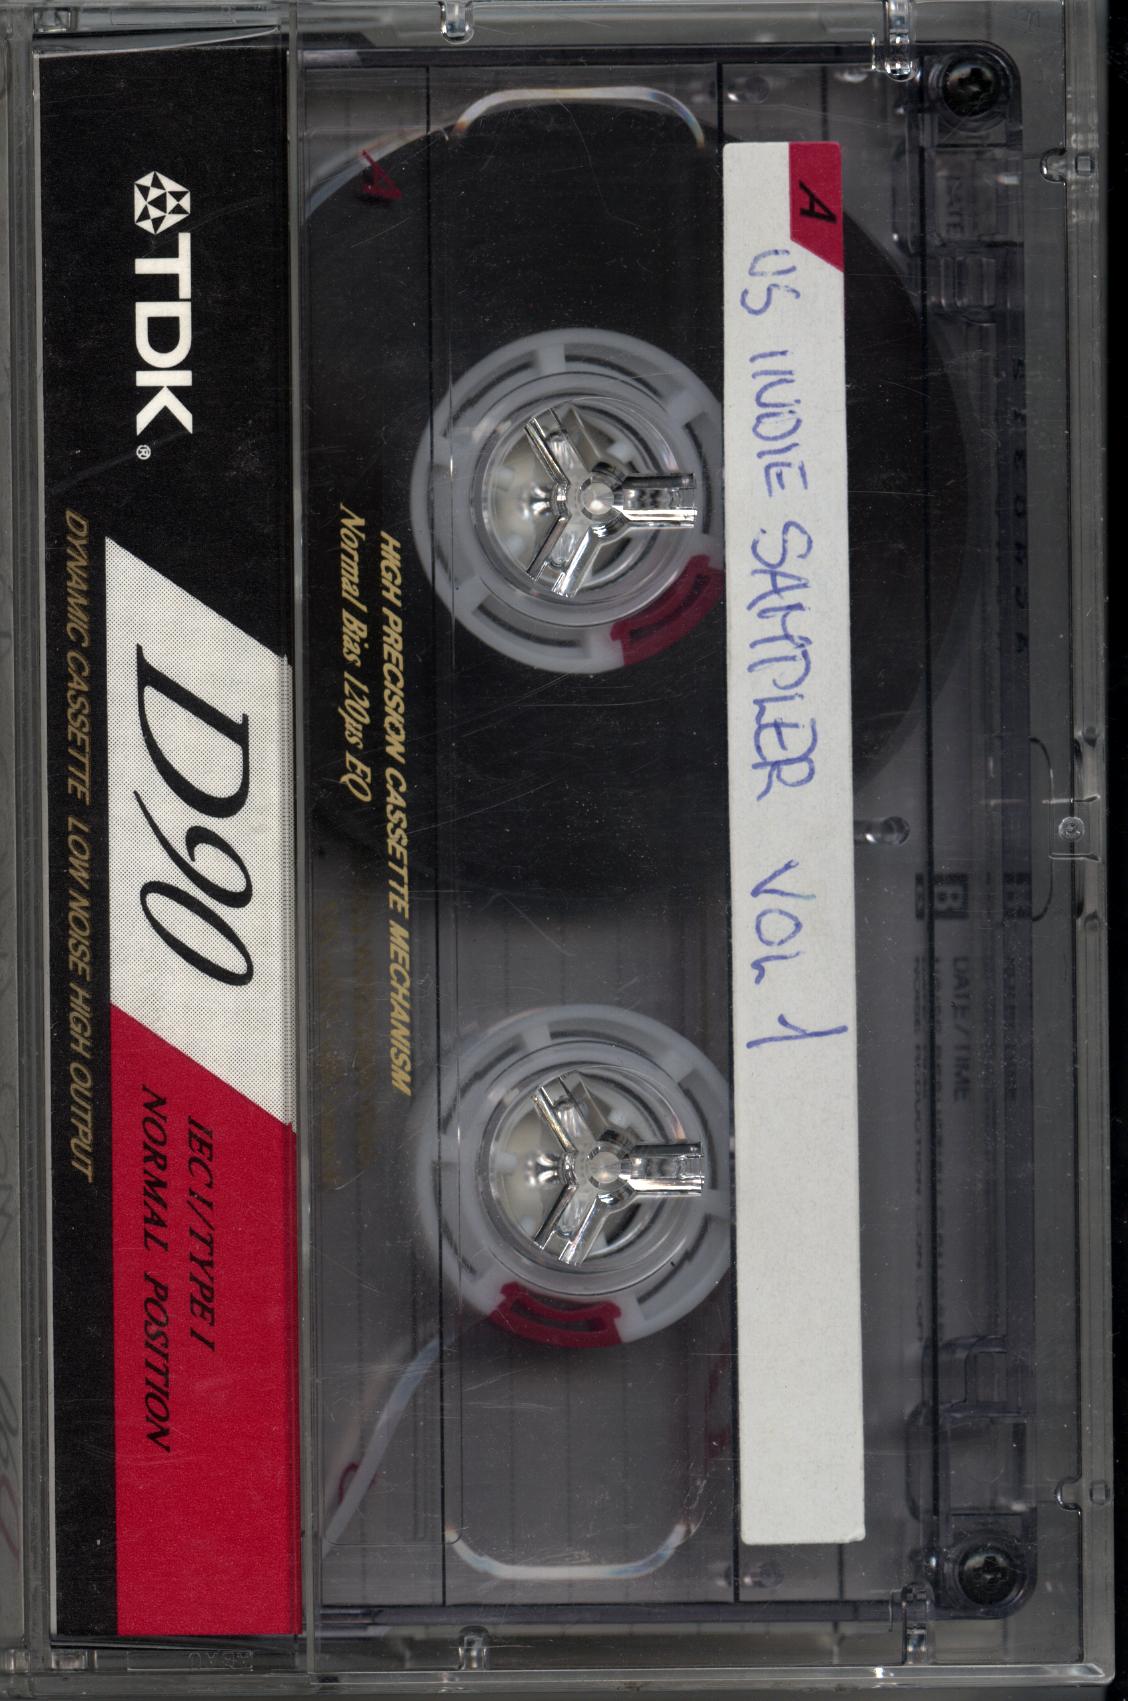 A
US INDIE SAMPLER VOL 1
A
HIGH PRECISION CASSETTE MECHANISM
Normal Bias 120µs EQ
TDK®
D90
IEC I/TYPE I
NORMAL POSITION
DYNAMIC CASSETTE LOW NOISE HIGH OUTPUT
B
DATE/TIME